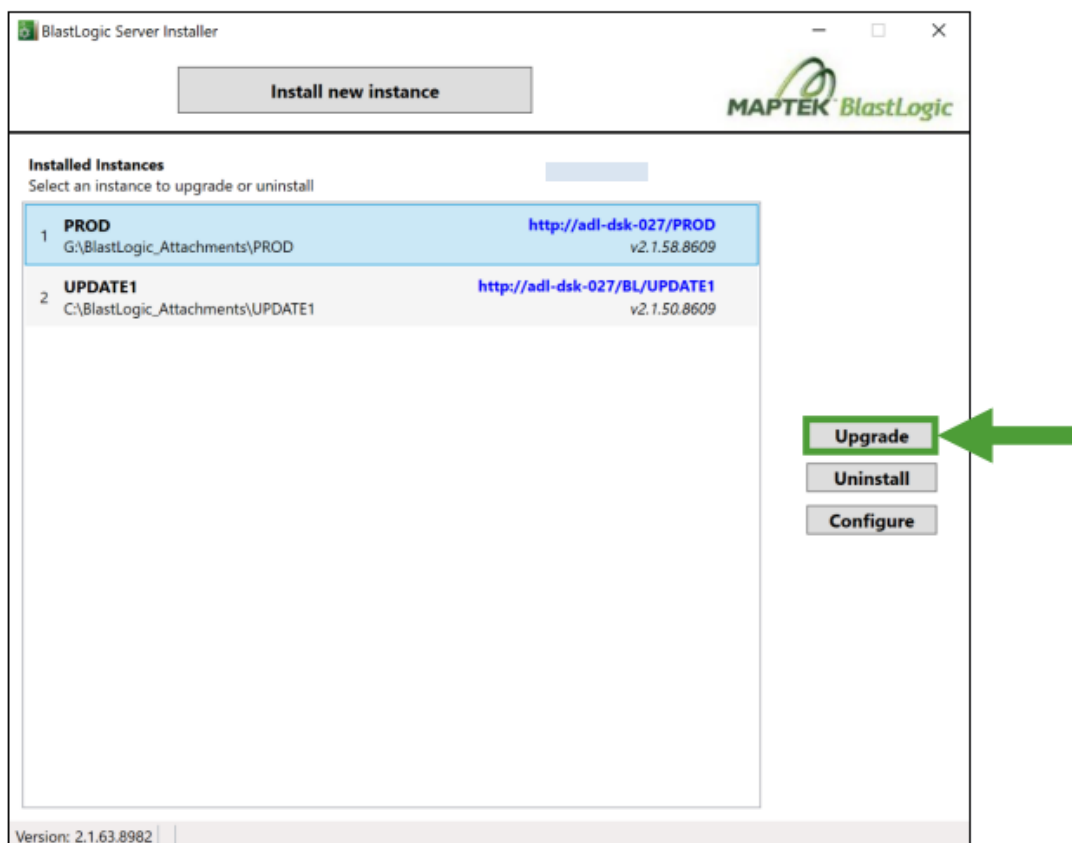 BlastLogic Server Installer
Install new instance
MAPTEK BlastLogic
Installed Instances
Select an instance to upgrade or uninstall
1 PROD http://adl-dsk-027/PROD
G:\BlastLogic_Attachments\PROD v2.1.58.8609
2 UPDATE1 http://adl-dsk-027/BL/UPDATE1
C:\BlastLogic_Attachments\UPDATE1 v2.1.50.8609
Upgrade
Uninstall
Configure
Version: 2.1.63.8982